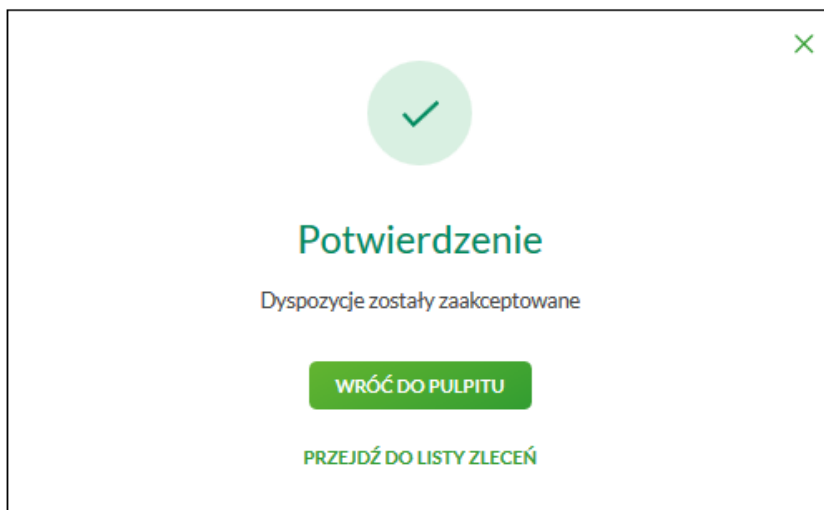 Potwierdzenie
Dyspozycje zostały zaakceptowane
WRÓĆ DO PULPITU
PRZEJDŹ DO LISTY ZLECEŃ